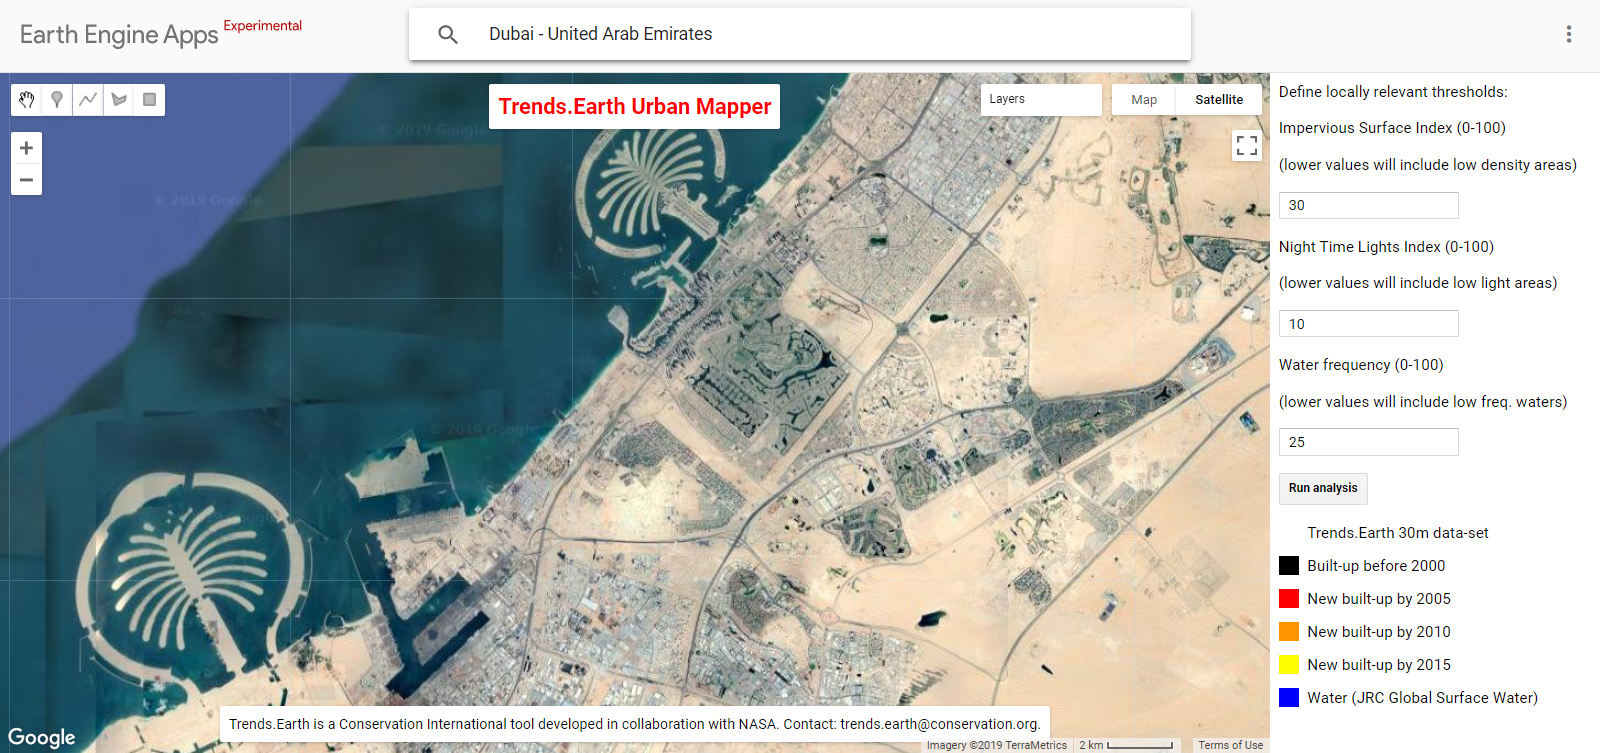 Earth Engine Apps Experimental
Dubai - United Arab Emirates
Trends.Earth Urban Mapper
Layers
Map
Satellite
© 2019 Google
© 2019 Google
© 2019 Google
Define locally relevant thresholds:
Impervious Surface Index (0-100)
(lower values will include low density areas)
30
Night Time Lights Index (0-100)
(lower values will include low light areas)
10
Water frequency (0-100)
(lower values will include low freq. waters)
25
Run analysis
Trends.Earth 30m data-set
Built-up before 2000
New built-up by 2005
New built-up by 2010
New built-up by 2015
Water (JRC Global Surface Water)
Trends.Earth is a Conservation International tool developed in collaboration with NASA. Contact: trends.earth@conservation.org.
Google
Imagery ©2019 TerraMetrics
2 km
Terms of Use